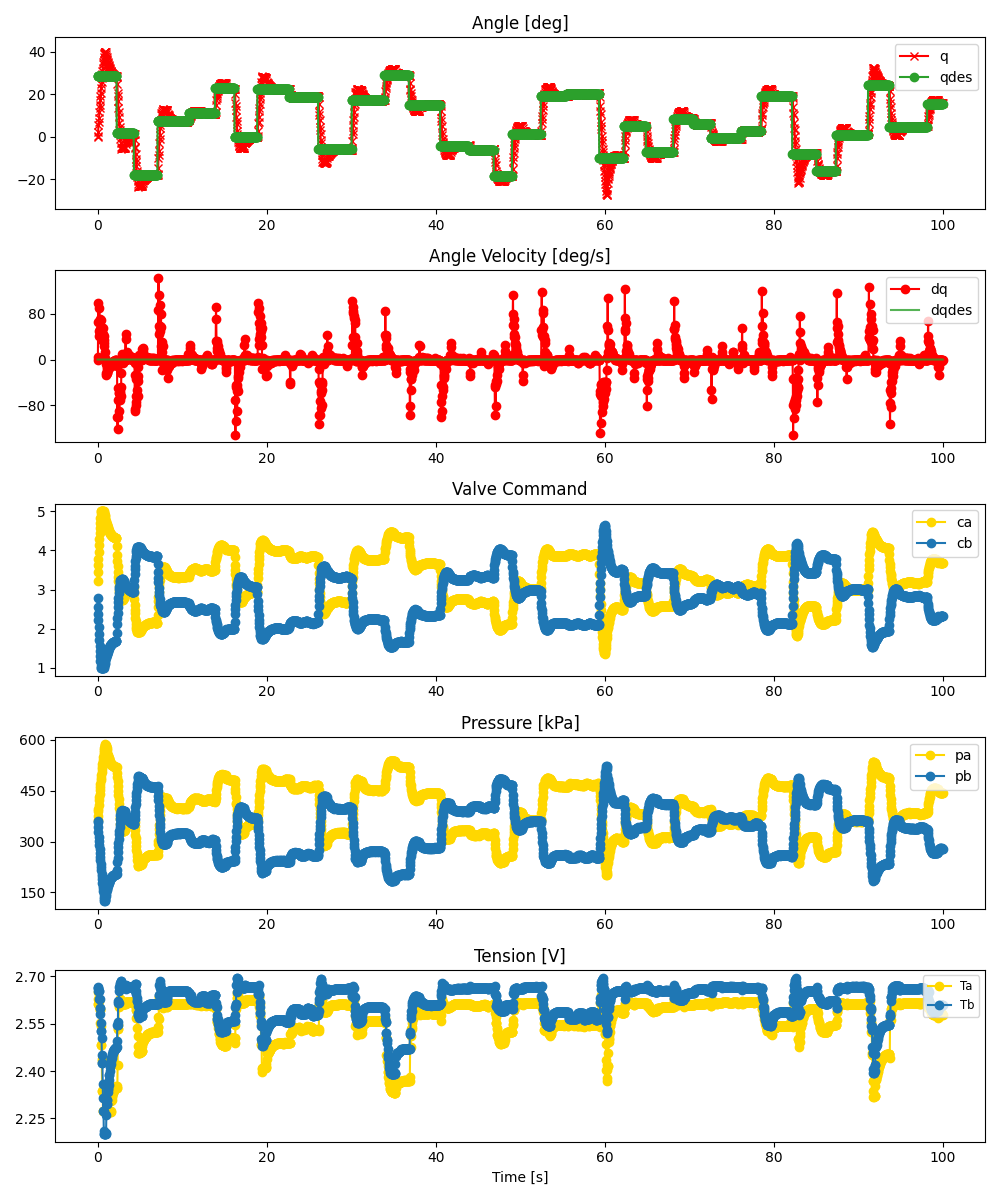 Angle [deg]
40
20
0
−20
q
qdes
0 20 40 60 80 100
Angle Velocity [deg/s]
80
0
−80
dq
dqdes
0 20 40 60 80 100
Valve Command
5
4
3
2
1
ca
cb
0 20 40 60 80 100
Pressure [kPa]
600
450
300
150
pa
pb
0 20 40 60 80 100
Tension [V]
2.70
2.55
2.40
2.25
Ta
Tb
0 20 40 60 80 100
Time [s]